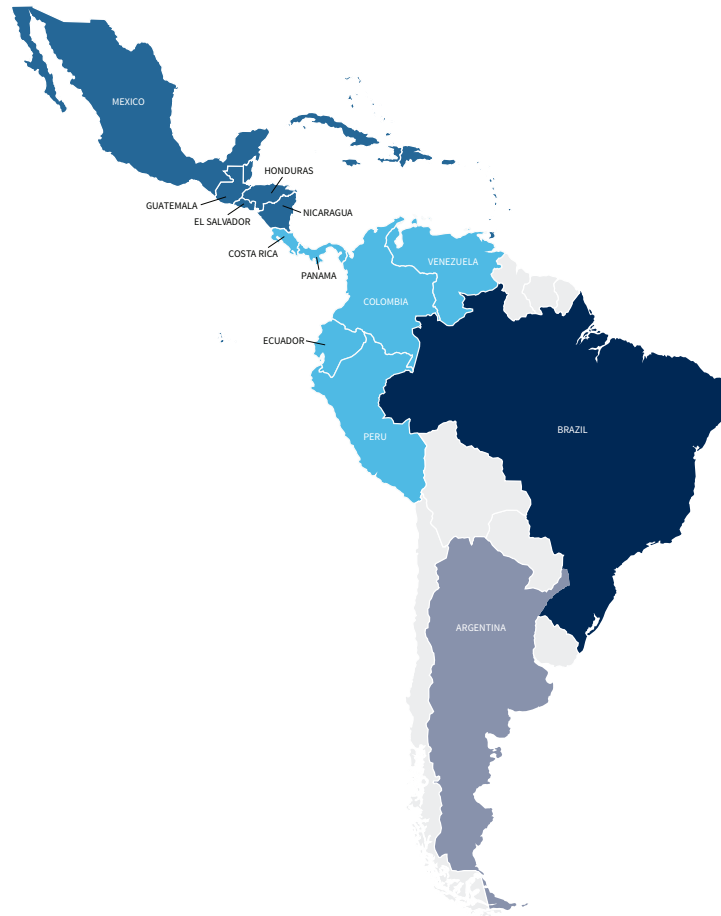 MEXICO
HONDURAS
GUATEMALA
NICARAGUA
EL SALVADOR
COSTA RICA
VENEZUELA
PANAMA
COLOMBIA
ECUADOR
BRAZIL
PERU
ARGENTINA